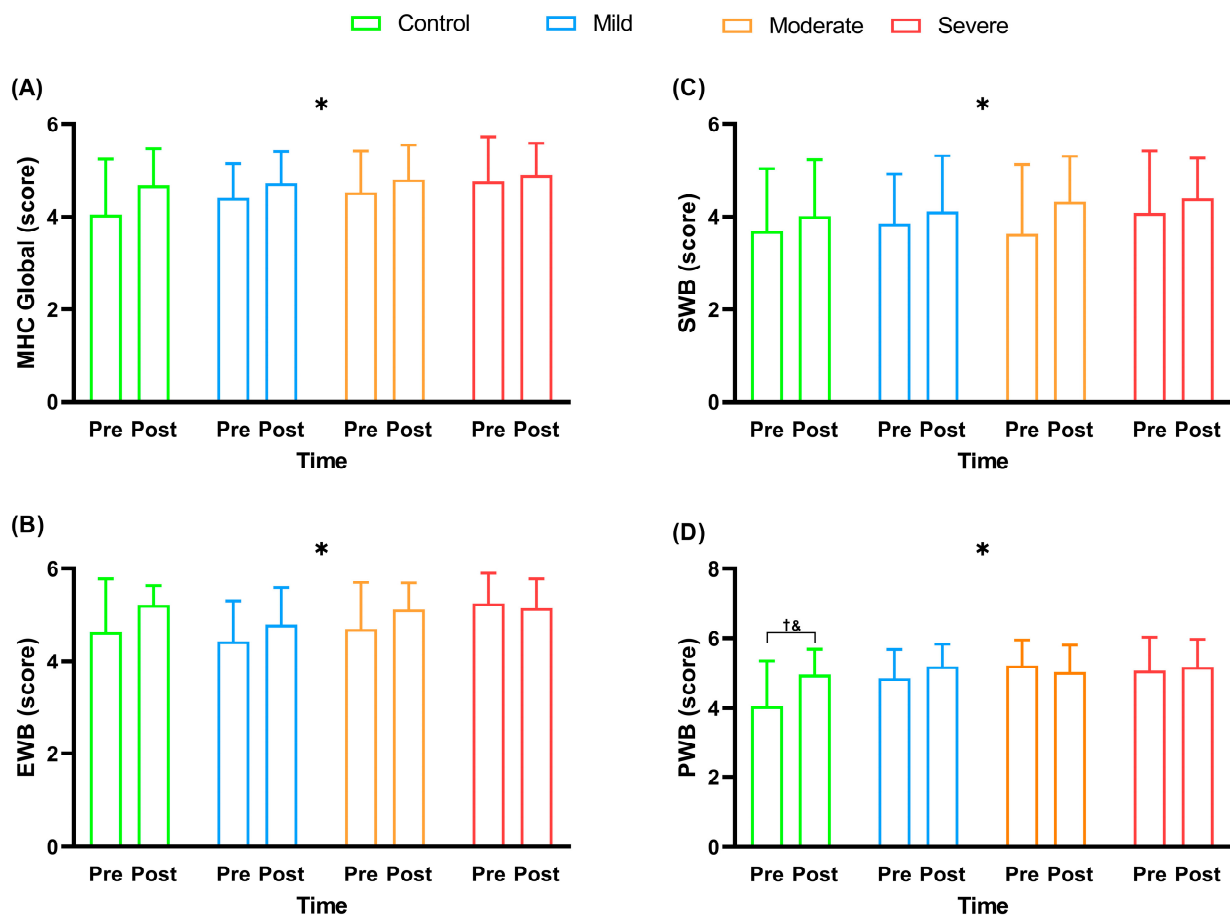 Control Mild Moderate Severe
(A)
*
MHC Global (score)
6
4
2
0
Pre Post Pre Post Pre Post Pre Post
Time
(C)
*
SWB (score)
6
4
2
0
Pre Post Pre Post Pre Post Pre Post
Time
(B)
*
EWB (score)
6
4
2
0
Pre Post Pre Post Pre Post Pre Post
Time
(D)
*
PWB (score)
8
6
4
2
0
†&
Pre Post Pre Post Pre Post Pre Post
Time